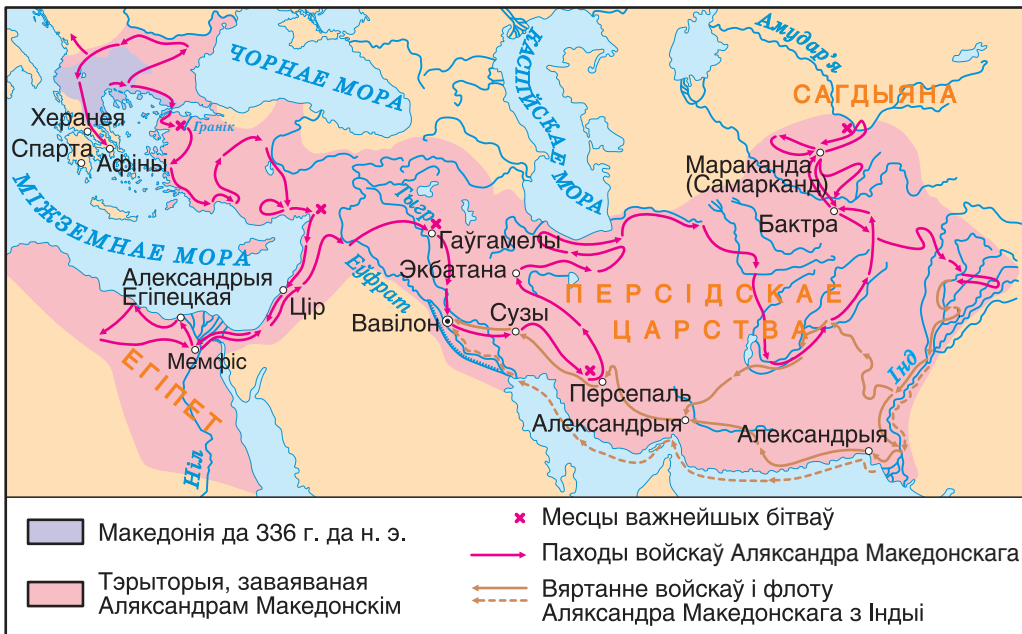 ЧОРНАЕ МОРА
КАСПІЙСКАЕ МОРА
Амудар'я
САГДЫЯНА
Херанея
Спарта
Афіны
Гранік
Мараканда
(Самарканд)
Бактра
МІЖЗЕМНАЕ МОРА
Тыгр
Гаўгамелы
Экбатана
Еўфрат
Александрыя
Егіпецкая
Цір
Вавілон
Сузы
ПЕРСІДСКАЕ
ЦАРСТВА
Мемфіс
ЕГІПЕТ
Ніл
Персепаль
Александрыя
Александрыя
Інд
Македонія да 336 г. да н. э.
Тэрыторыя, заваяваная
Аляксандрам Македонскім
Месцы важнейшых бітваў
Паходы войскаў Аляксандра Македонскага
Вяртанне войскаў і флоту
Аляксандра Македонскага з Індыі